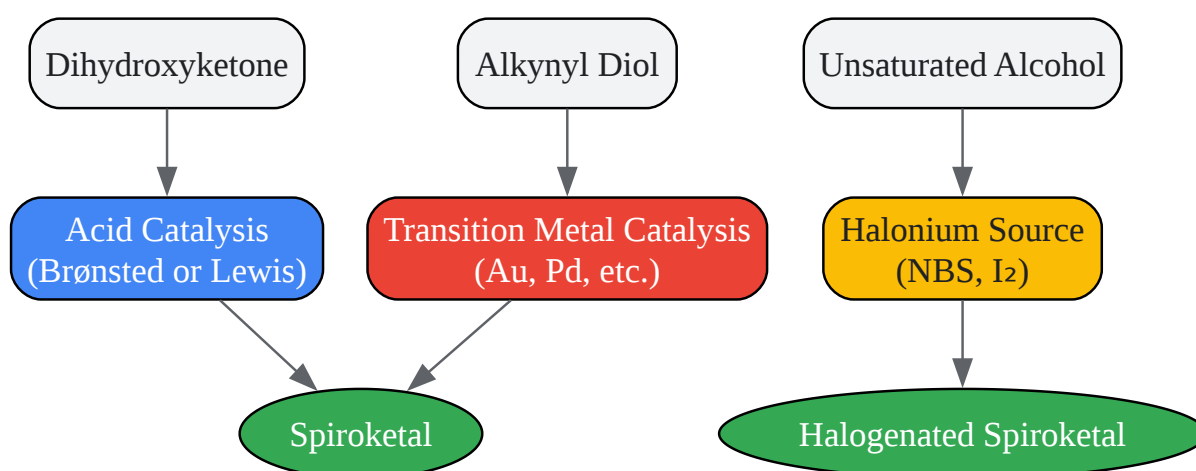 Dihydroxyketone
Alkynyl Diol
Unsaturated Alcohol
Acid Catalysis
(Brønsted or Lewis)
Transition Metal Catalysis
(Au, Pd, etc.)
Halonium Source
(NBS, I₂)
Spiroketal
Halogenated Spiroketal